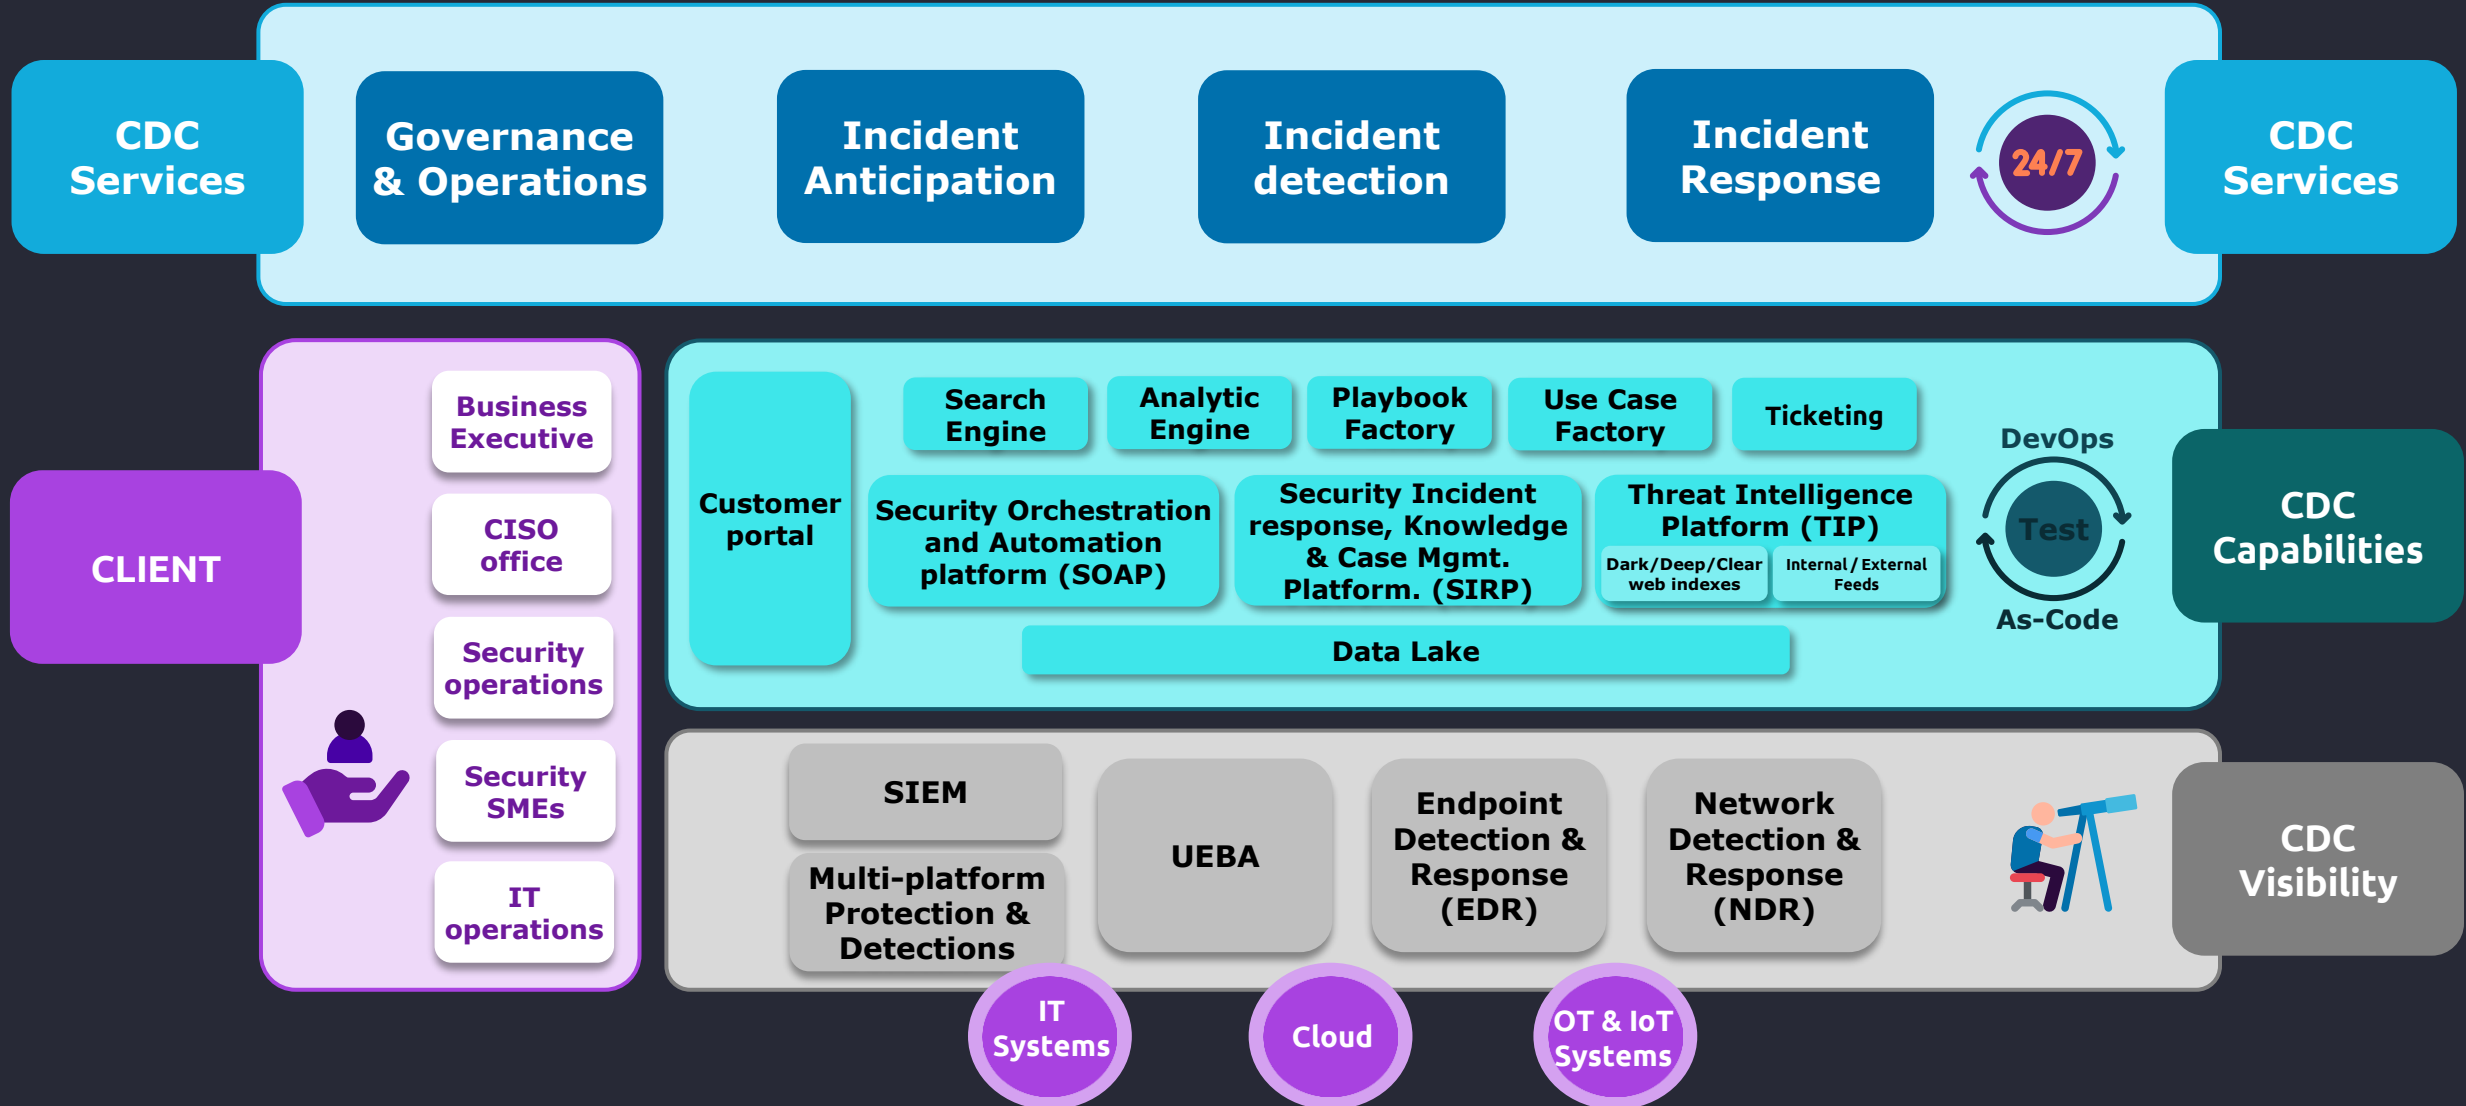 CDC
Services
Governance
& Operations
Incident
Anticipation
Incident
detection
Incident
Response
24/7
CDC
Services
CLIENT
Business
Executive
CISO
office
Security
operations
Security
SMEs
IT
operations
Customer
portal
Search
Engine
Analytic
Engine
Playbook
Factory
Use Case
Factory
Ticketing
Security Orchestration
and Automation
platform (SOAP)
Security Incident
response, Knowledge
& Case Mgmt.
Platform. (SIRP)
Threat Intelligence
Platform (TIP)
Dark/Deep/Clear
web indexes
Internal/External
Feeds
Data Lake
DevOps
Test
As-Code
CDC
Capabilities
SIEM
Multi-platform
Protection &
Detections
UEBA
Endpoint
Detection &
Response
(EDR)
Network
Detection &
Response
(NDR)
CDC
Visibility
IT
Systems
Cloud
OT & IoT
Systems